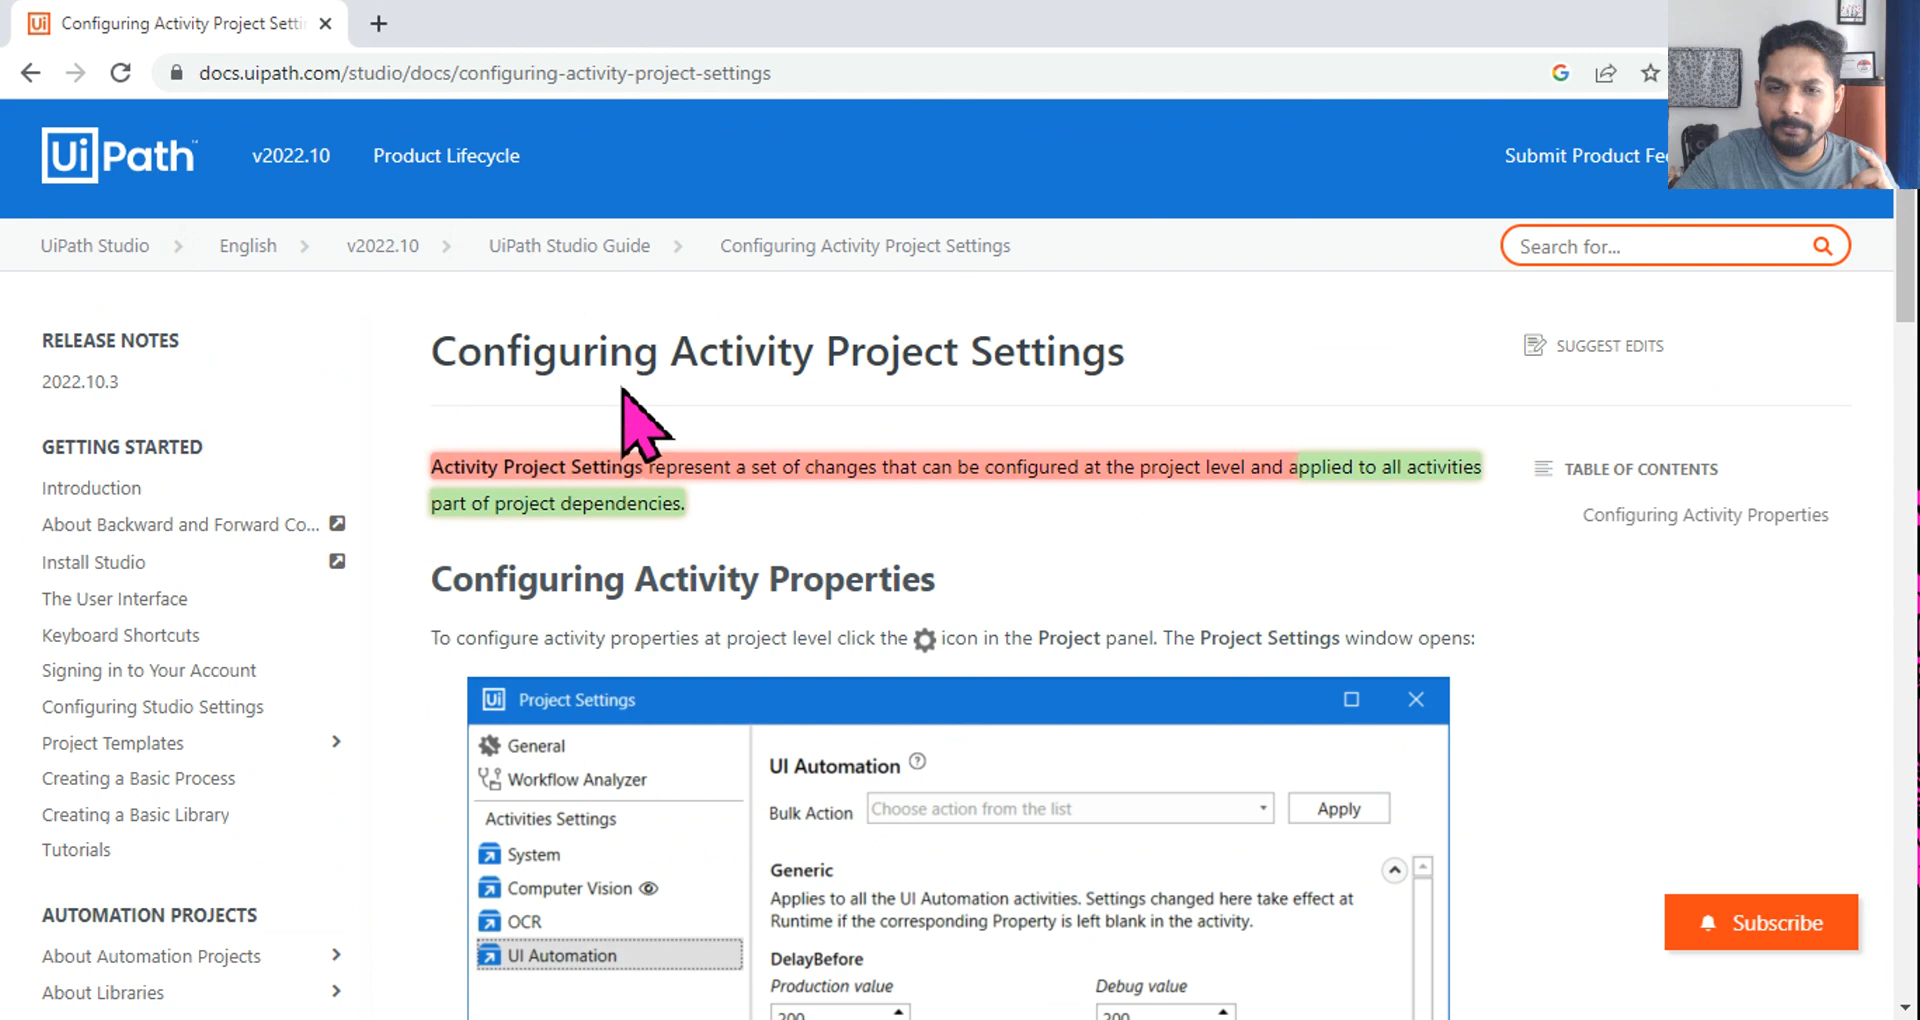 Configuring Activity Project Setti
docs.uipath.com/studio/docs/configuring-activity-project-settings
UiPath
v2022.10
Product Lifecycle
Submit Product Fe
UiPath Studio
English
v2022.10
UiPath Studio Guide
Configuring Activity Project Settings
Search for...
RELEASE NOTES
2022.10.3
GETTING STARTED
Introduction
About Backward and Forward Co...
Install Studio
The User Interface
Keyboard Shortcuts
Signing in to Your Account
Configuring Studio Settings
Project Templates
Creating a Basic Process
Creating a Basic Library
Tutorials
AUTOMATION PROJECTS
About Automation Projects
About Libraries
Configuring Activity Project Settings
SUGGEST EDITS
Activity Project Settings represent a set of changes that can be configured at the project level and applied to all activities
part of project dependencies.
TABLE OF CONTENTS
Configuring Activity Properties
Configuring Activity Properties
To configure activity properties at project level click the icon in the Project panel. The Project Settings window opens:
Ui Project Settings
General
Workflow Analyzer
Activities Settings
System
Computer Vision
OCR
UI Automation
UI Automation
Bulk Action
Choose action from the list
Apply
Generic
Applies to all the UI Automation activities. Settings changed here take effect at
Runtime if the corresponding Property is left blank in the activity.
DelayBefore
Production value
Debug value
200
200
Subscribe